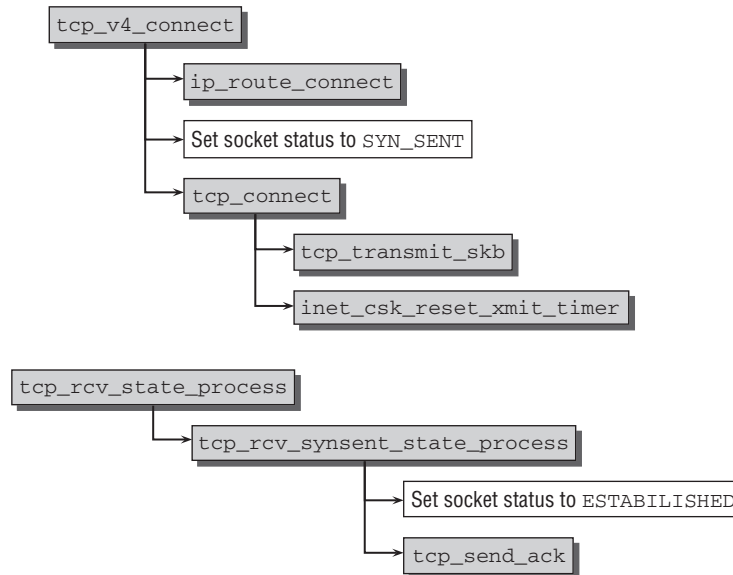 tcp_v4_connect
ip_route_connect
Set socket status to SYN_SENT
tcp_connect
tcp_transmit_skb
inet_csk_reset_xmit_timer
tcp_rcv_state_process
tcp_rcv_synsent_state_process
Set socket status to ESTABILISHED
tcp_send_ack